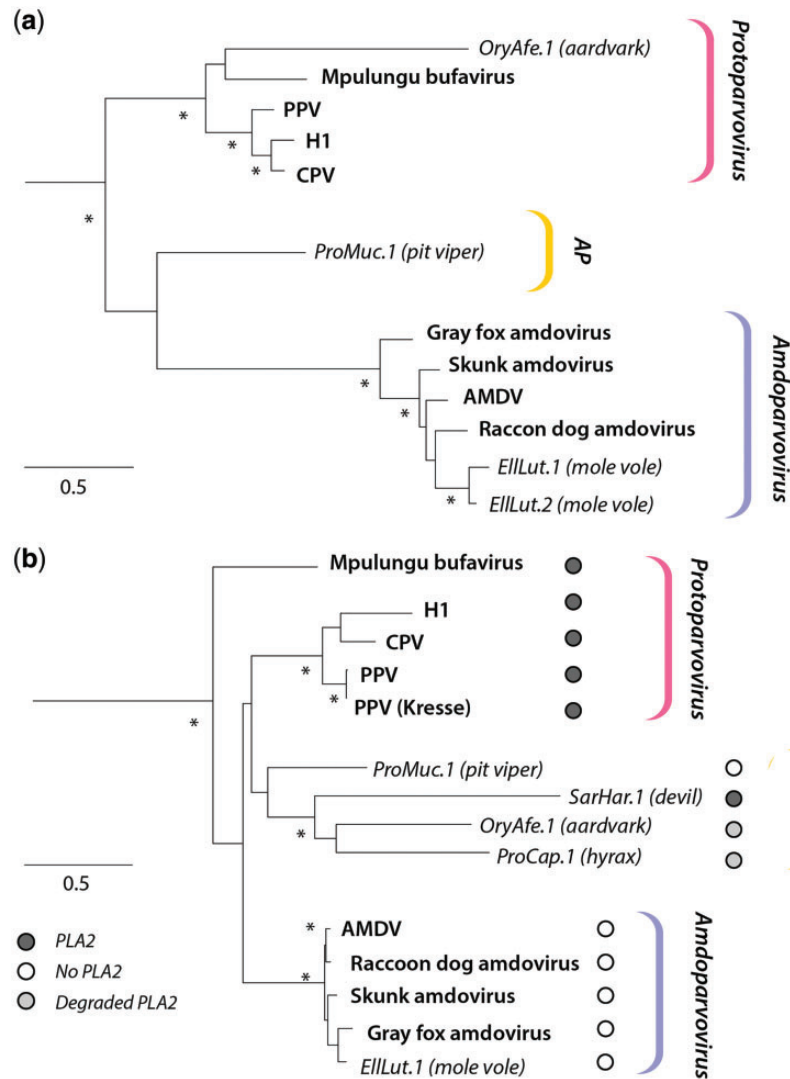 (a)
OryAfe.1 (aardvark)
Mpulungu bufavirus
PPV
H1
CPV
Protoparvovirus
*
*
*
*
ProMuc.1 (pit viper)
AP
Gray fox amdovirus
Skunk amdovirus
AMDV
Raccon dog amdovirus
EllLut.1 (mole vole)
EllLut.2 (mole vole)
Amdoparvovirus
*
*
*
0.5
(b)
Mpulungu bufavirus
H1
CPV
PPV
PPV (Kresse)
Protoparvovirus
*
*
*
ProMuc.1 (pit viper)
SarHar.1 (devil)
OryAfe.1 (aardvark)
ProCap.1 (hyrax)
*
0.5
PLA2
No PLA2
Degraded PLA2
AMDV
Raccoon dog amdovirus
Skunk amdovirus
Gray fox amdovirus
EllLut.1 (mole vole)
Amdoparvovirus
*
*